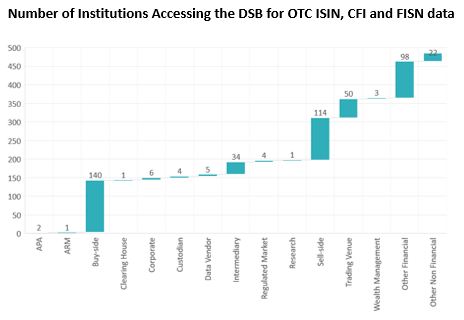 Number of Institutions Accessing the DSB for OTC ISIN, CFI and FISN data
500
450
400
350
300
250
200
150
100
50
0
2
1
140
1
6
4
5
34
4
1
114
50
3
98
22
APA
ARM
Buy-side
Clearing House
Corporate
Custodian
Data Vendor
Intermediary
Regulated Market
Research
Sell-side
Trading Venue
Wealth Management
Other Financial
Other Non Financial